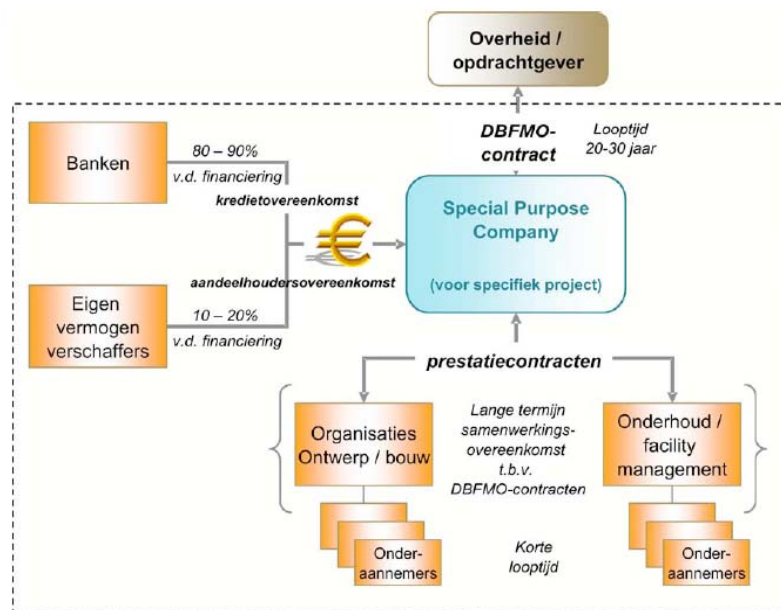 Overheid /
opdrachtgever
DBFMO-
contract
Looptijd
20-30 jaar
Banken
80 – 90%
v.d. financiering
kredietovereenkomst
€
Special Purpose
Company
(voor specifiek project)
aandeelhoudersovereenkomst
Eigen
vermogen
verschaffers
10 – 20%
v.d. financiering
prestatiecontracten
Organisaties
Ontwerp / bouw
Lange termijn
samenwerkings-
overeenkomst
t.b.v.
DBFMO-contracten
Onderhoud /
facility
management
Onder-
aannemers
Korte
looptijd
Onder-
aannemers